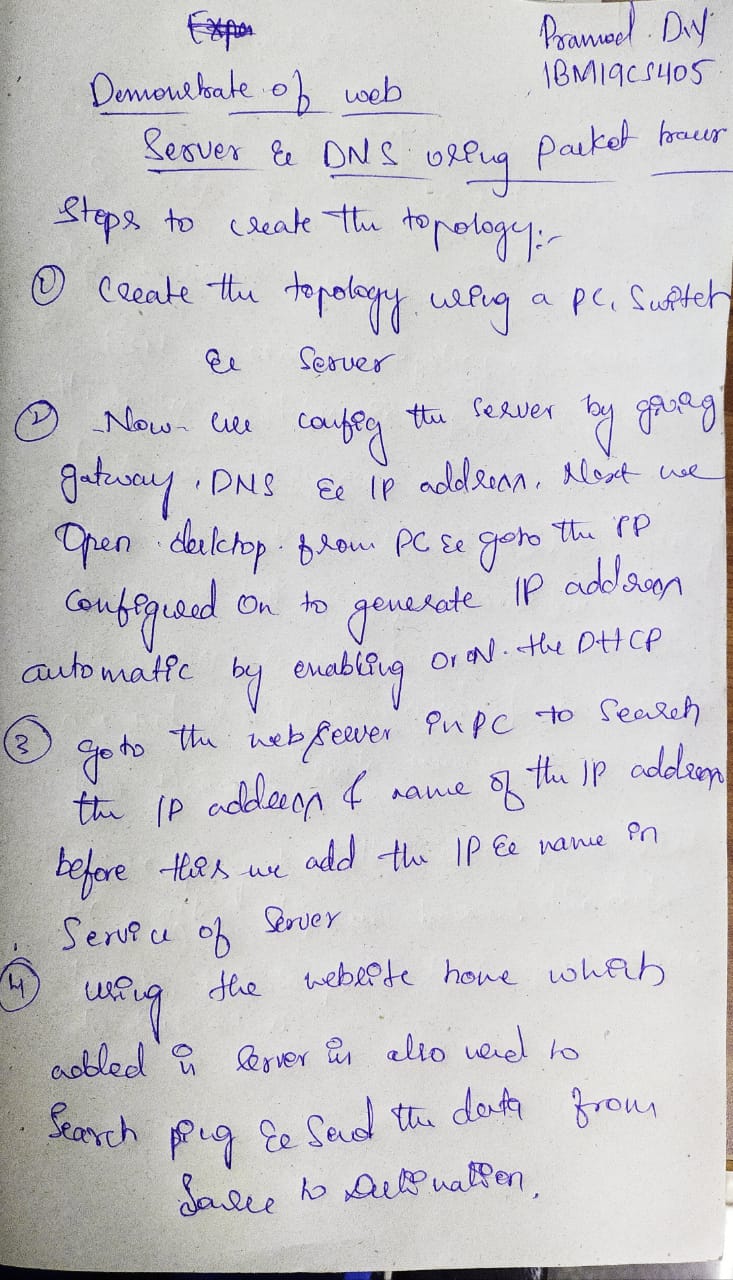 Pramod. D.Y
1BM19CS405
Demonstrate of web
Server & DNS using Packet tracer
Steps to create the topology:-
① Create the topology using a PC, Switch
& Server
② Now we config the server by giving
gatway, DNS & IP address. Next we
Open desktop from PC & goto the IP
Configured On to generate IP address
automatic by enabling or ON the DHCP
③ goto the webserver in PC to Search
the IP address & name of the IP address
before this we add the IP & name in
Service of Server
④ using the website home which
added in Server is also used to
Search ping & Send the data from
Source to Destination.